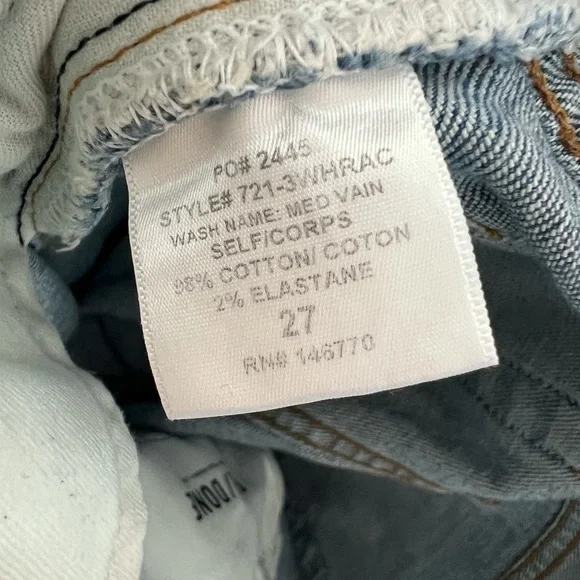 PO# 2445
STYLE# 721-3WHRAC
WASH NAME: MED VAIN
SELF/CORPS
98% COTTON/ COTON
2% ELASTANE
27
RN# 146770
/DONE